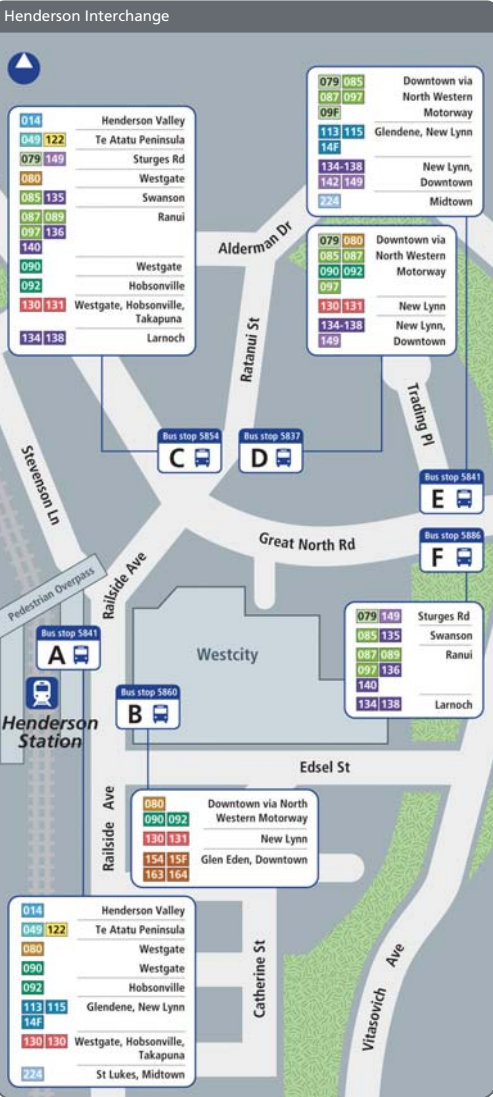 Henderson Interchange
014 Henderson Valley
049 122 Te Atatu Peninsula
079 149 Sturges Rd
080 Westgate
085 135 Swanson
087 089 Ranui
097 136
140
090 Westgate
092 Hobsonville
130 131 Westgate, Hobsonville,
Takapuna
134 138 Larnoch
079 085 Downtown via
087 097 North Western
09F Motorway
113 115 Glendene, New Lynn
14F
134-138 New Lynn,
142 149 Downtown
224 Midtown
079 080 Downtown via
085 087 North Western
090 092 Motorway
097
130 131 New Lynn
134-138 New Lynn,
149 Downtown
Alderman Dr
Ratanui St
Trading Pl
Stevenson Ln
Bus stop 5854
C
Bus stop 5837
D
Bus stop 5841
E
Great North Rd
Bus stop 5886
F
Railside Ave
Pedestrian Overpass
079 149 Sturges Rd
085 135 Swanson
087 089 Ranui
097 136
140
134 138 Larnoch
Westcity
Bus stop 5841
A
Bus stop 5860
B
Henderson
Station
Edsel St
Railside Ave
080 Downtown via North
090 092 Western Motorway
130 131 New Lynn
154 15F Glen Eden, Downtown
163 164
Catherine St
Vitasovich Ave
014 Henderson Valley
049 122 Te Atatu Peninsula
080 Westgate
090 Westgate
092 Hobsonville
113 115 Glendene, New Lynn
14F
130 130 Westgate, Hobsonville,
Takapuna
224 St Lukes, Midtown